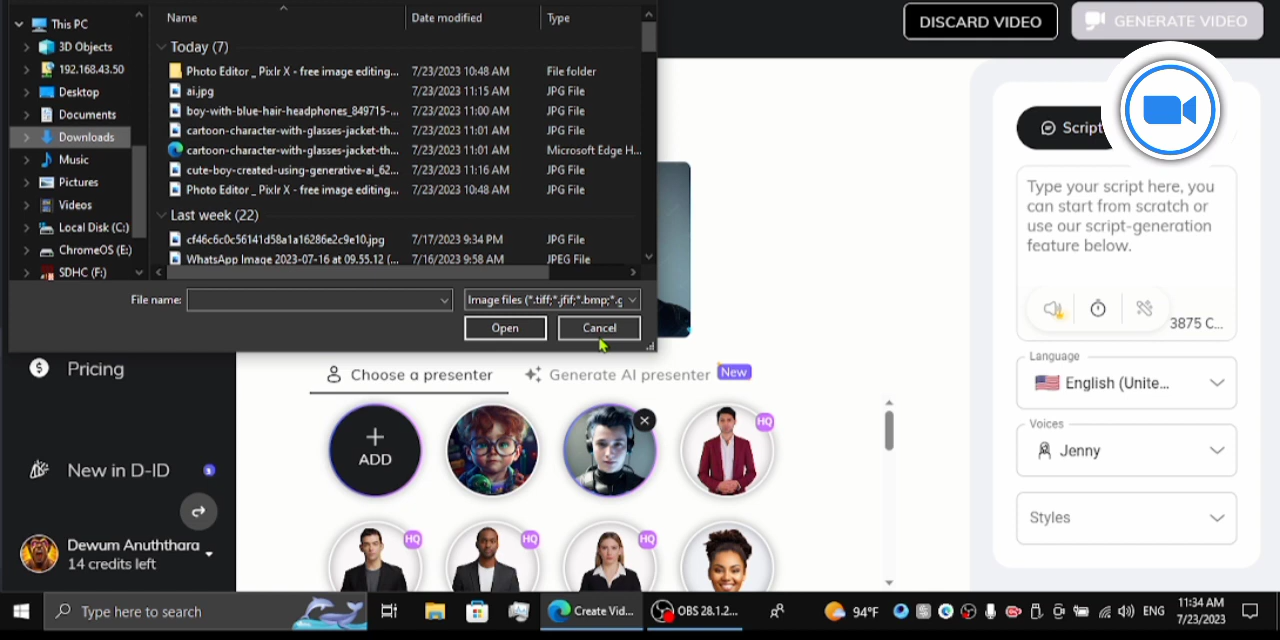 This PC
3D Objects
192.168.43.50
Desktop
Documents
Downloads
Music
Pictures
Videos
Local Disk (C:)
ChromeOS (E:)
SDHC (F:)
Name Date modified Type
Today (7)
Photo Editor _ Pixlr X - free image editing... 7/23/2023 10:48 AM File folder
ai.jpg 7/23/2023 11:15 AM JPG File
boy-with-blue-hair-headphones_849715-... 7/23/2023 11:00 AM JPG File
cartoon-character-with-glasses-jacket-th... 7/23/2023 11:01 AM JPG File
cartoon-character-with-glasses-jacket-th... 7/23/2023 11:01 AM Microsoft Edge H...
cute-boy-created-using-generative-ai_62... 7/23/2023 11:16 AM JPG File
Photo Editor _ Pixlr X - free image editing... 7/23/2023 10:48 AM JPG File
Last week (22)
cf46c6c0c56141d58a1a16286e2c9e10.jpg 7/17/2023 9:34 PM JPG File
WhatsApp Image 2023-07-16 at 09.55.12 (... 7/16/2023 9:58 AM JPEG File
File name:
Image files (*.tiff;*.jfif;*.bmp;*.g
Open Cancel
DISCARD VIDEO
GENERATE VIDEO
Script
Type your script here, you
can start from scratch or
use our script-generation
feature below.
3875 C...
Language
English (Unite...
Voices
Jenny
Styles
Pricing
New in D-ID
Dewum Anuththara
14 credits left
Choose a presenter
Generate AI presenter New
ADD
HQ
HQ
HQ
HQ
Type here to search
Create Vid...
OBS 28.1.2...
94°F
ENG
11:34 AM
7/23/2023